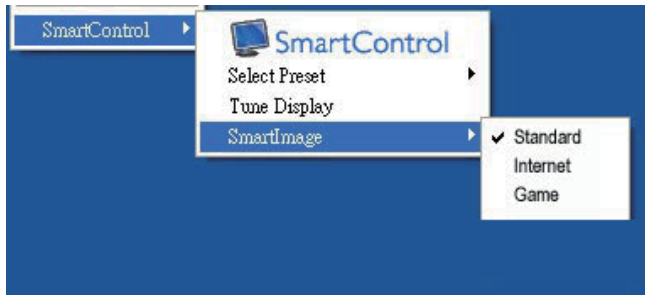 SmartControl
SmartControl
Select Preset
Tune Display
SmartImage
Standard
Internet
Game